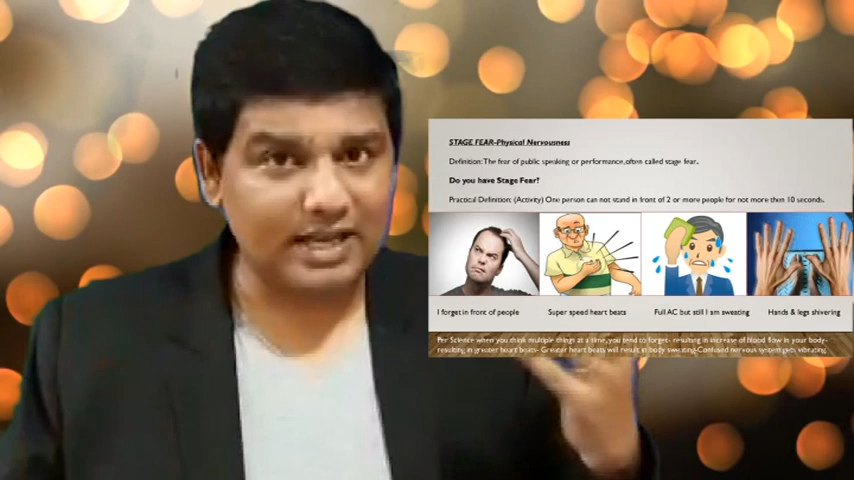 STAGE FEAR-Physical Nervousness
Definition: The fear of public speaking or performance, often called stage fear.
Do you have Stage Fear?
Practical Definition: (Activity) One person can not stand in front of 2 or more people for not more then 10 seconds.
I forget in front of people
Super speed heart beats
Full AC but still I am sweating
Hands & legs shivering
Per Science when you think multiple things at a time, you tend to forget- resulting in increase of blood flow in your body-
resulting in greater heart beats- Greater heart beats will result in body sweating-Confused nervous system gets vibrating.